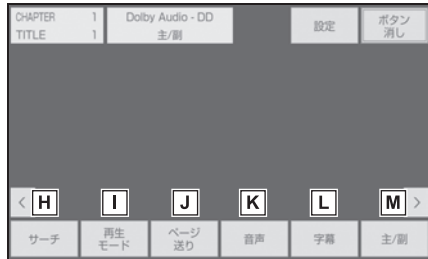 CHAPTER 1
TITLE 1
Dolby Audio - DD
主/副
設定
ボタン
消し
< H I J K L M >
サーチ
再生
モード
ページ
送り
音声
字幕
主/副